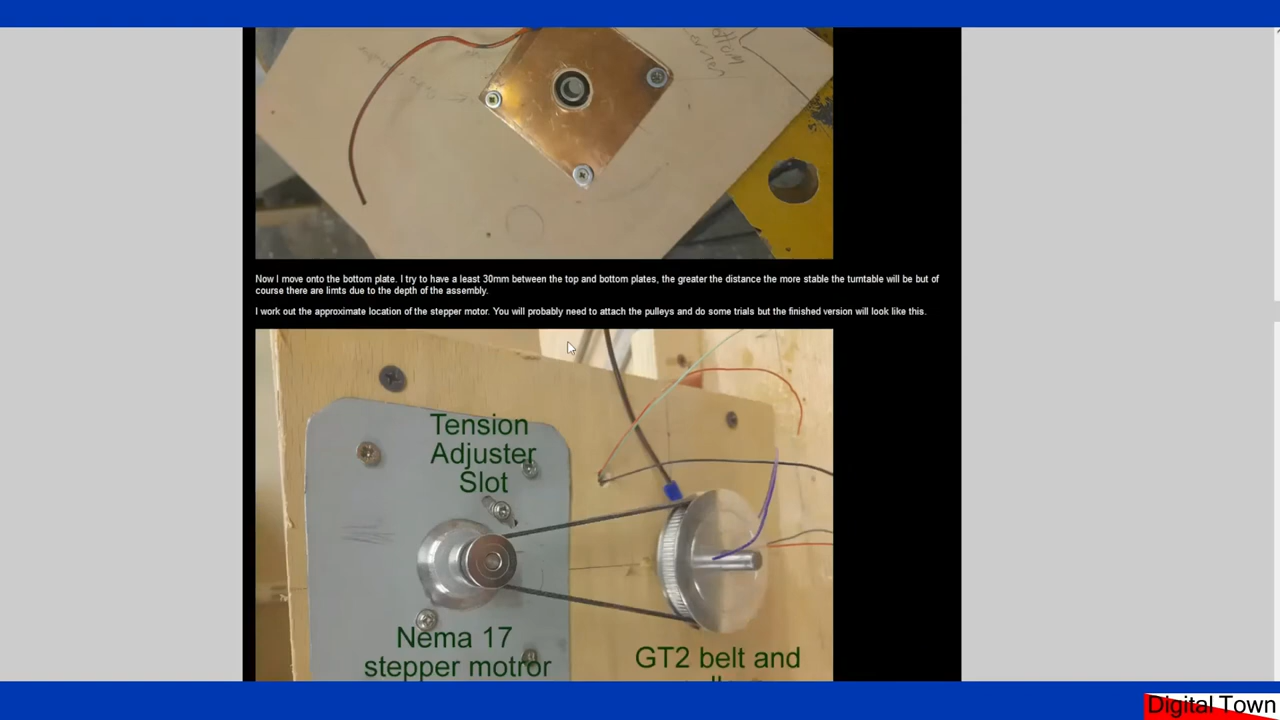 Now I move onto the bottom plate. I try to have a least 30mm between the top and bottom plates, the greater the distance the more stable the turntable will be but of
course there are limts due to the depth of the assembly.
I work out the approximate location of the stepper motor. You will probably need to attach the pulleys and do some trials but the finished version will look like this.
Tension
Adjuster
Slot
Nema 17
stepper motror
GT2 belt and
Digital Town